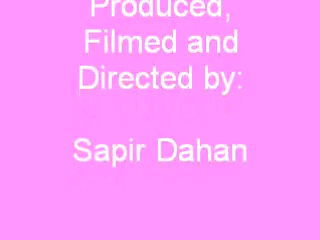 Produced,
Filmed and
Directed by:
Sapir Dahan